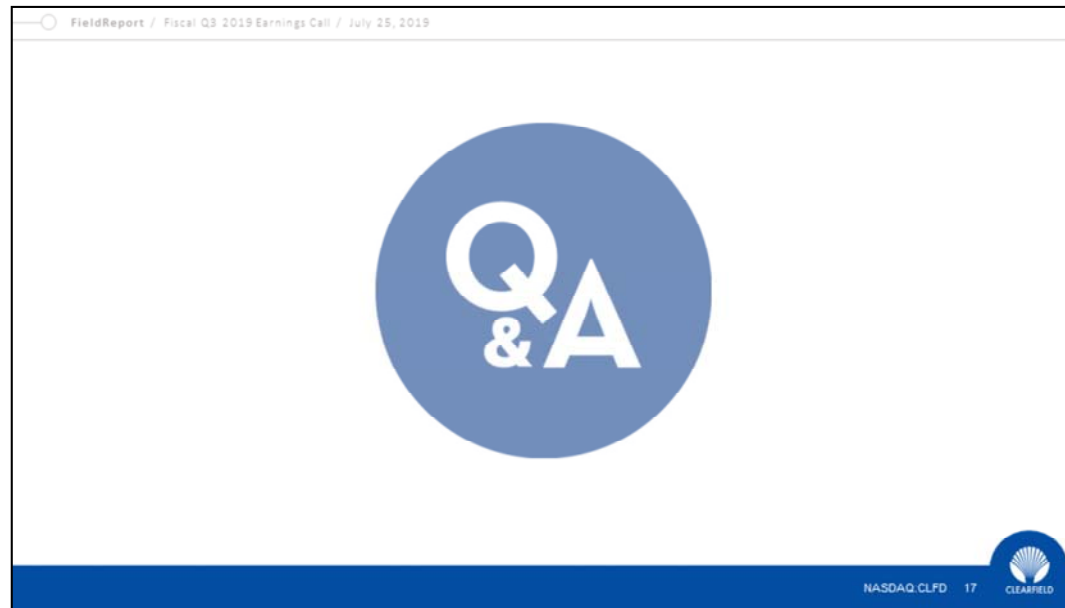 FieldReport / Fiscal Q3 2019 Earnings Call / July 25, 2019
Q
&A
NASDAQ:CLFD 17
CLEARFIELD